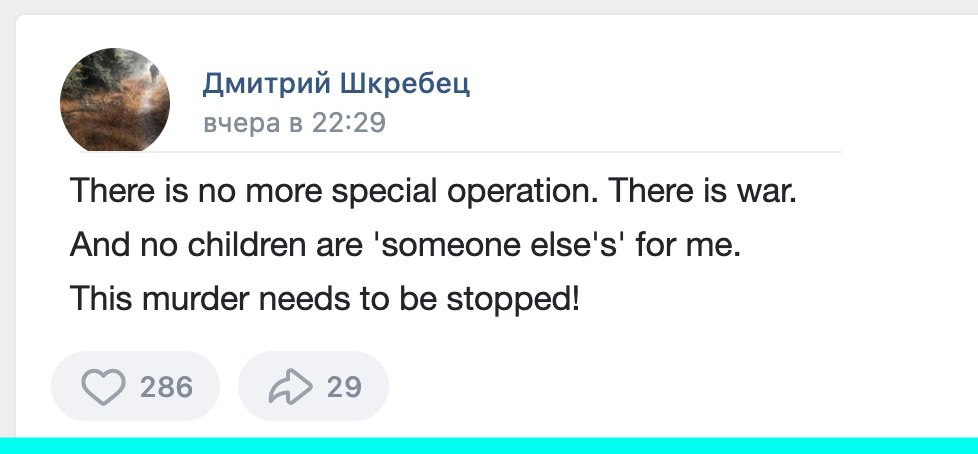 Дмитрий Шкребец
вчера в 22:29
There is no more special operation. There is war.
And no children are 'someone else's' for me.
This murder needs to be stopped!
286 29